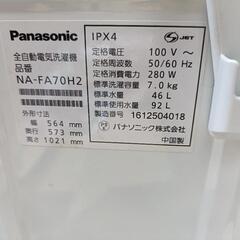 Panasonic
全自動電気洗濯機
品番
NA-FA70H2
外形寸法
幅 564 mm
奥行 573 mm
高さ 1021 mm
IPX4
S JET
定格電圧 100 V~
定格周波数 50/60 Hz
定格消費電力 280 W
標準洗濯容量 7.0 kg
標準水量 46 L
標準使用水量 92 L
製造番号 1612504018
パナソニック株式会社
中国製